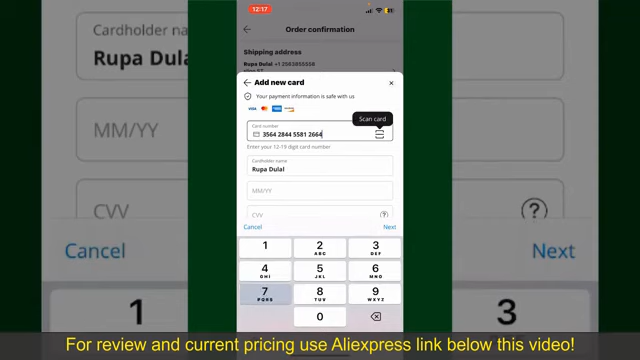 12:17
Order confirmation
Shipping address
Rupa Dulal +1 2563855558
Add new card
Your payment information is safe with us
VISA
Scan card
Card number
3564 2844 5581 2664
Enter your 12-19 digit card number
Cardholder name
Rupa Dulal
MM/YY
CVV
?
Cancel
Next
1
2 ABC
3 DEF
4 GHI
5 JKL
6 MNO
7 PQRS
8 TUV
9 WXYZ
0
Cardholder na
Rupa Dula
MM/YY
CVV
?
Cancel
Next
1
3
For review and current pricing use Aliexpress link below this video!